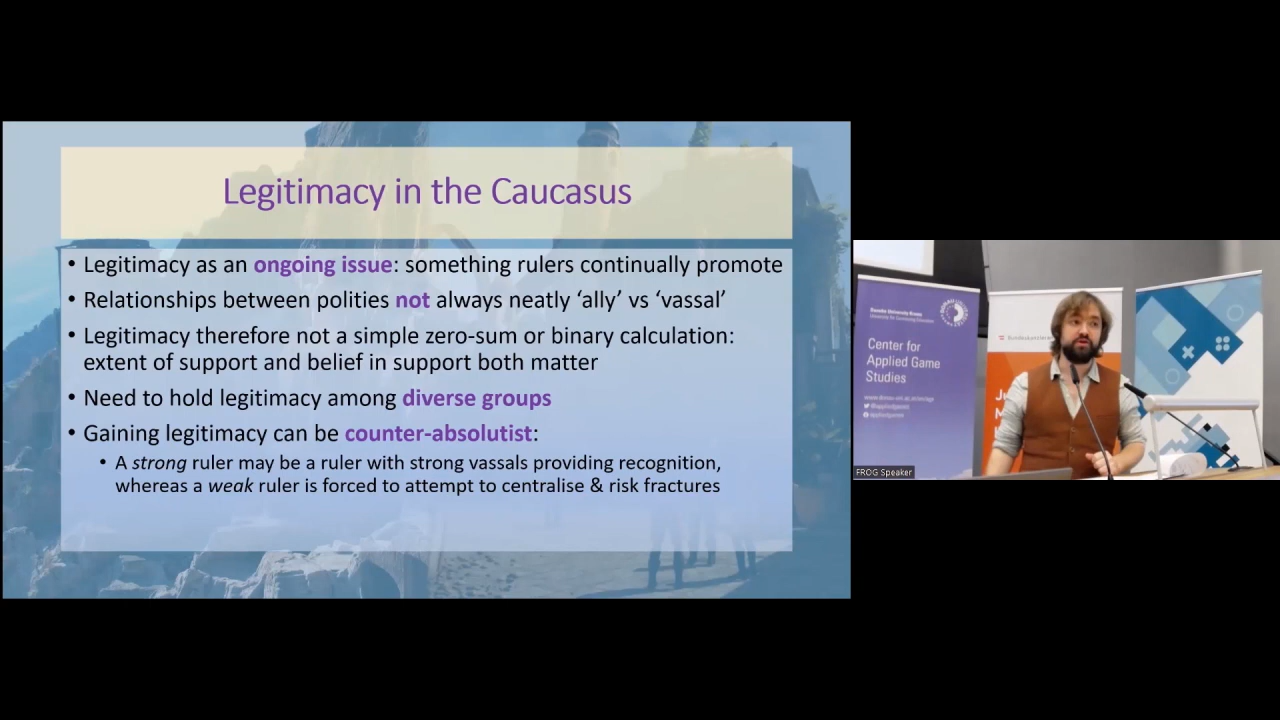 Legitimacy in the Caucasus
• Legitimacy as an ongoing issue: something rulers continually promote
• Relationships between polities not always neatly ‘ally’ vs ‘vassal’
• Legitimacy therefore not a simple zero-sum or binary calculation:
extent of support and belief in support both matter
• Need to hold legitimacy among diverse groups
• Gaining legitimacy can be counter-absolutist:
• A strong ruler may be a ruler with strong vassals providing recognition,
whereas a weak ruler is forced to attempt to centralise & risk fractures
Center for
Applied Game
Studies
FROG Speaker